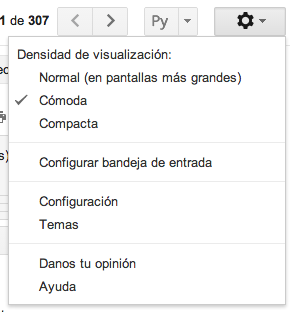 1 de 307
Py
Densidad de visualización:
Normal (en pantallas más grandes)
Cómoda
Compacta
Configurar bandeja de entrada
Configuración
Temas
Danos tu opinión
Ayuda